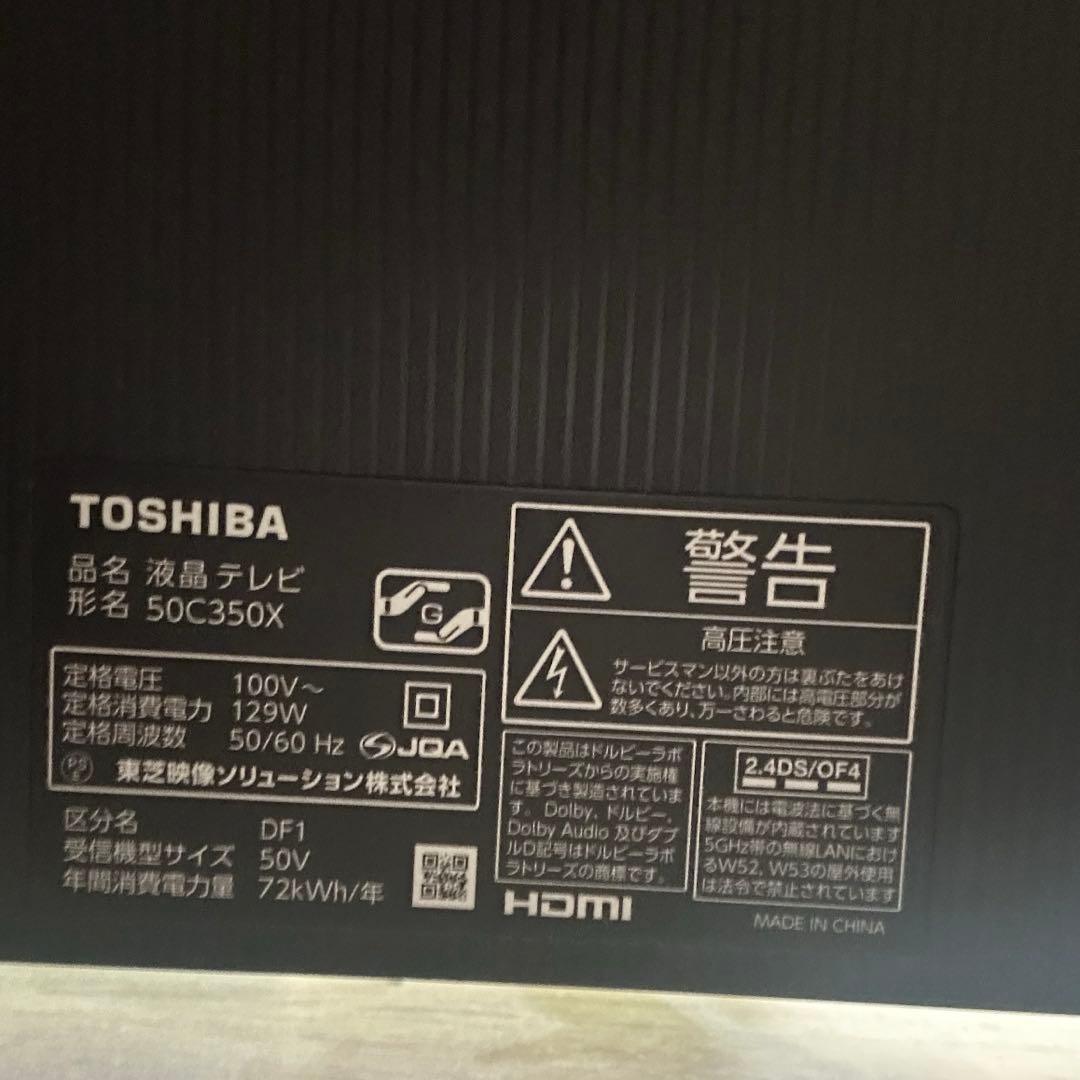 TOSHIBA
品名 液晶テレビ
形名 50C350X
G
定格電圧 100V～
定格消費電力 129W
定格周波数 50/60 Hz
JQA
PS
E
東芝映像ソリューション株式会社
区分名 DF1
受信機型サイズ 50V
年間消費電力量 72kWh/年
警告
高圧注意
サービスマン以外の方は裏ぶたをあけ
ないでください。内部には高電圧部分が
数多くあり、万一さわると危険です。
この製品はドルビーラボ
ラトリーズからの実施権
に基づき製造されていま
す。Dolby、ドルビー、
Dolby Audio 及びダブ
ルD記号はドルビーラボ
ラトリーズの商標です。
2.4DS/OF4
本機には電波法に基づく無
線設備が内蔵されています
5GHz帯の無線LANにおけ
るW52, W53の屋外使用
は法令で禁止されています
HDMI
MADE IN CHINA